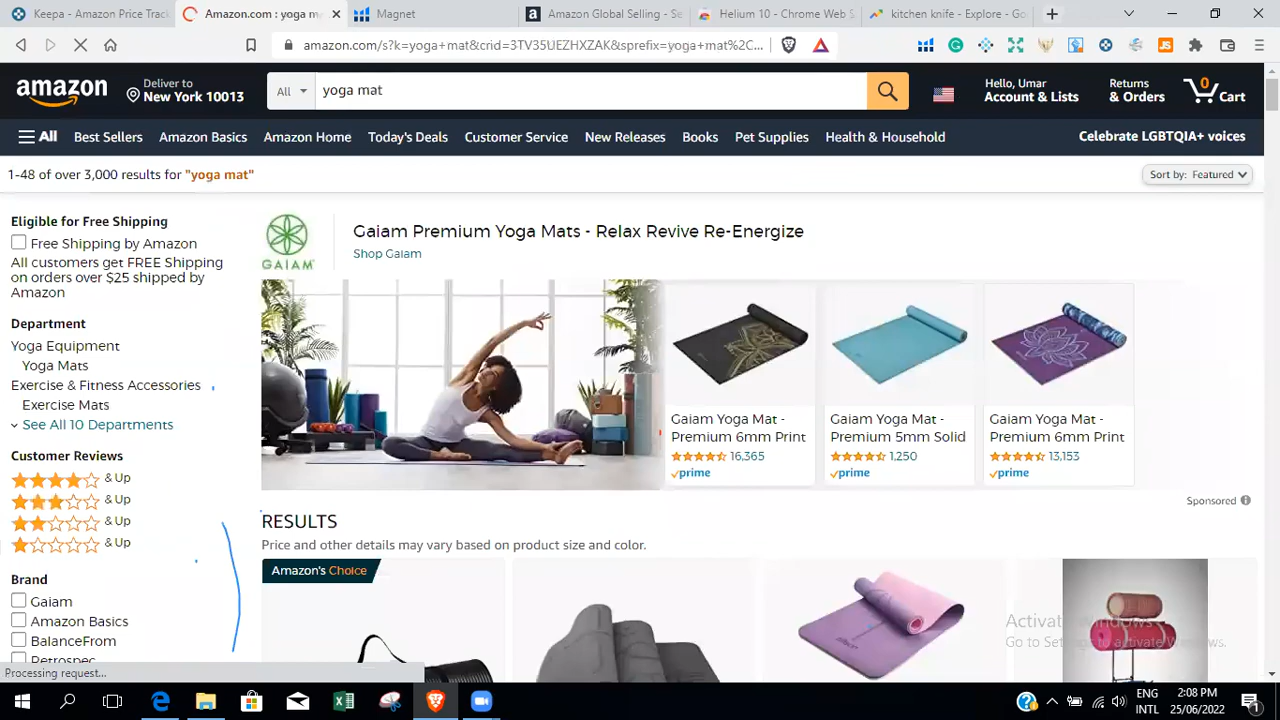 Keepa - Amazon Price Track
Amazon.com : yoga m
Magnet
Amazon Global Selling - Se
Helium 10 - Chrome Web S
kitchen knife - Explore - Go
amazon.com/s?k=yoga+mat&crid=3TV35UEZHXZAK&sprefix=yoga+mat%2C...
amazon
Deliver to
New York 10013
All
yoga mat
Hello, Umar
Account & Lists
Returns
& Orders
0
Cart
All
Best Sellers
Amazon Basics
Amazon Home
Today's Deals
Customer Service
New Releases
Books
Pet Supplies
Health & Household
Celebrate LGBTQIA+ voices
1-48 of over 3,000 results for "yoga mat"
Sort by: Featured
Eligible for Free Shipping
Free Shipping by Amazon
All customers get FREE Shipping
on orders over $25 shipped by
Amazon
Department
Yoga Equipment
Yoga Mats
Exercise & Fitness Accessories
Exercise Mats
See All 10 Departments
Customer Reviews
& Up
& Up
& Up
& Up
Brand
Gaiam
Amazon Basics
BalanceFrom
Retrospec
GAIAM
Gaiam Premium Yoga Mats - Relax Revive Re-Energize
Shop Gaiam
Gaiam Yoga Mat -
Premium 6mm Print
16,365
prime
Gaiam Yoga Mat -
Premium 5mm Solid
1,250
prime
Gaiam Yoga Mat -
Premium 6mm Print
13,153
prime
Sponsored
RESULTS
Price and other details may vary based on product size and color.
Amazon's Choice
Activate Windows
Go to Settings to activate Windows.
Processing request...
ENG
INTL
2:08 PM
25/06/2022
1